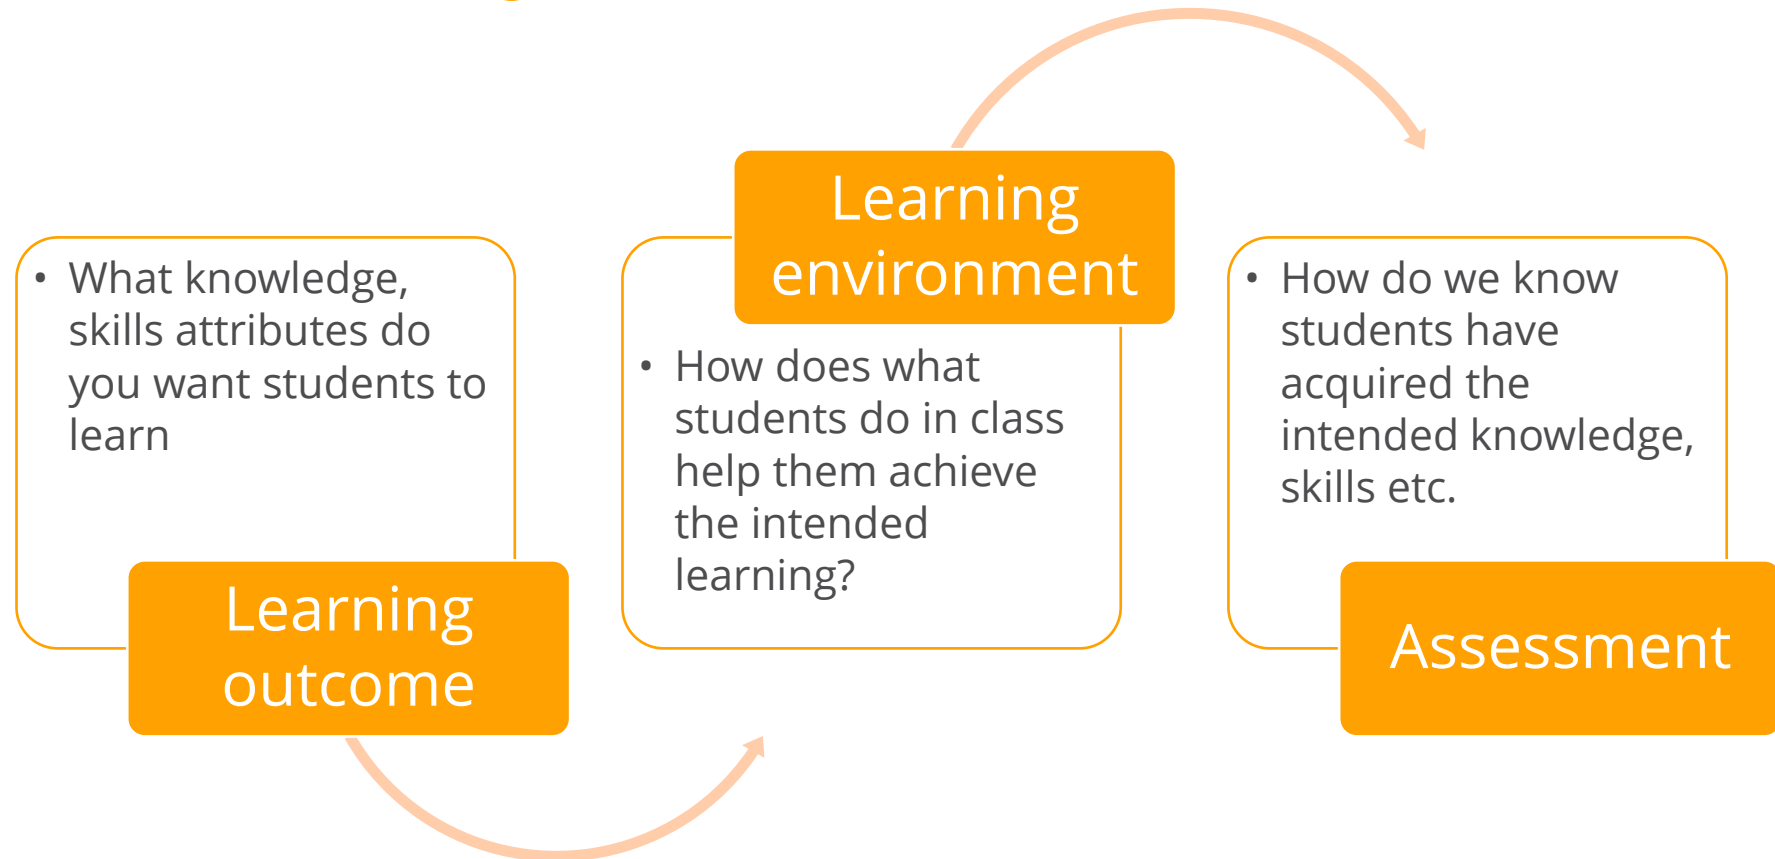 • What knowledge,
skills attributes do
you want students to
learn
Learning
outcome
Learning
environment
• How does what
students do in class
help them achieve
the intended
learning?
• How do we know
students have
acquired the
intended knowledge,
skills etc.
Assessment